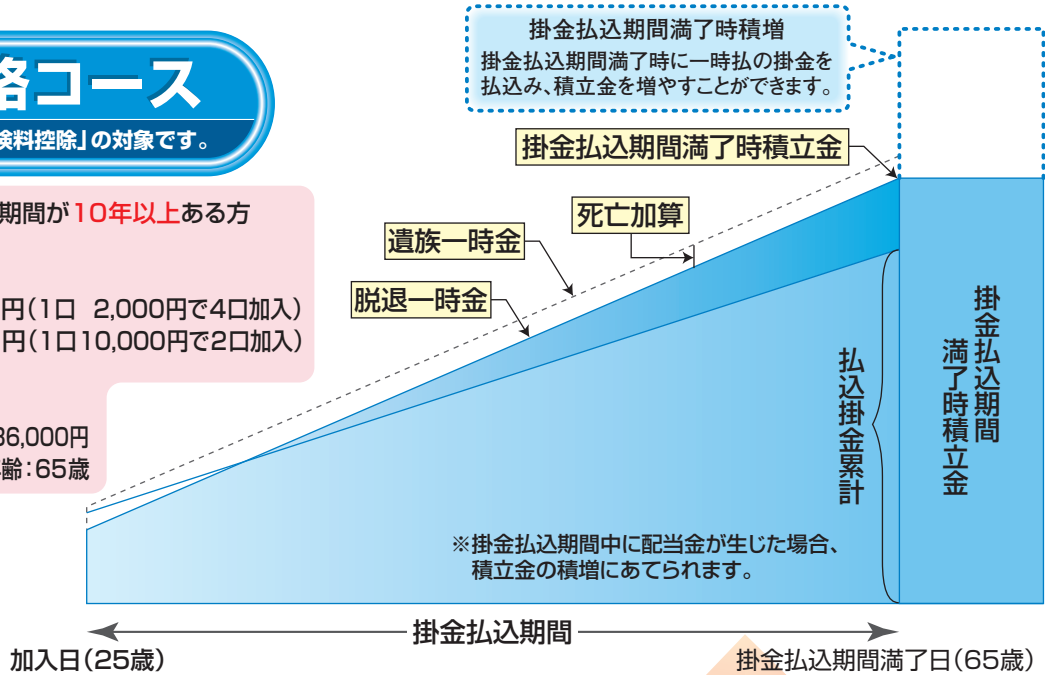 格コース
険料控除」の対象です。
期間が10年以上ある方
円(1口 2,000円で4口加入)
円(1口10,000円で2口加入)
36,000円
齢：65歳
掛金払込期間満了時積増
掛金払込期間満了時に一時払の掛金を
払込み、積立金を増やすことができます。
掛金払込期間満了時積立金
死亡加算
遺族一時金
脱退一時金
払込掛金累計
掛金払込期間
満了時積立金
※掛金払込期間中に配当金が生じた場合、
積立金の積増にあてられます。
掛金払込期間
加入日(25歳)
掛金払込期間満了日(65歳)